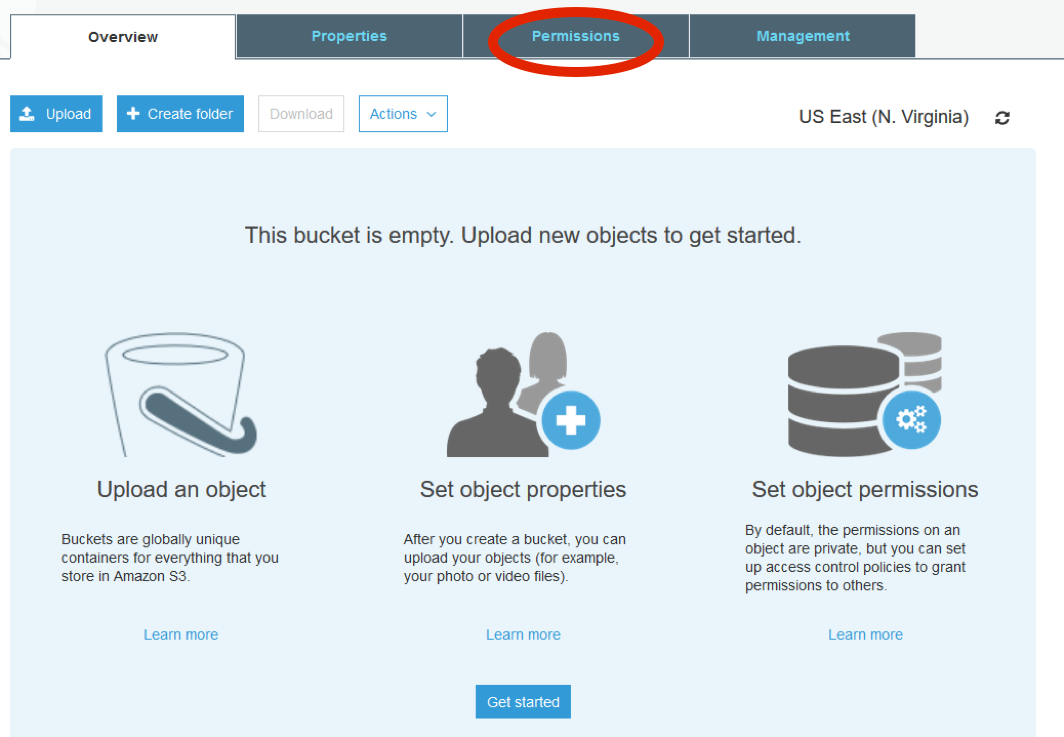 Overview Properties Permissions Management
Upload Create folder Download Actions US East (N. Virginia)
This bucket is empty. Upload new objects to get started.
Upload an object
Buckets are globally unique
containers for everything that you
store in Amazon S3.
Learn more
Set object properties
After you create a bucket, you can
upload your objects (for example,
your photo or video files).
Learn more
Set object permissions
By default, the permissions on an
object are private, but you can set
up access control policies to grant
permissions to others.
Learn more
Get started